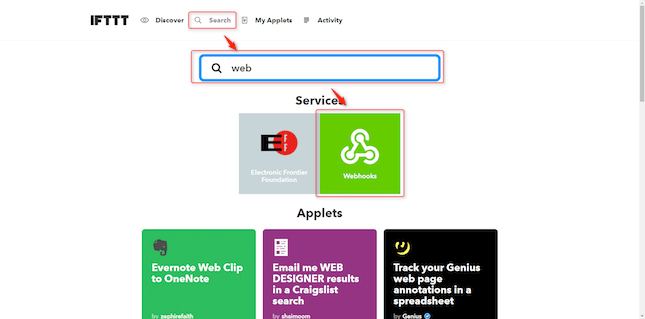 IFTTT Discover Search My Applets Activity
web
Services
E F F
Electronic Frontier
Foundation
Webhooks
Applets
Evernote Web Clip
to OneNote
by zephirefaith
Email me WEB
DESIGNER results
in a Craigslist
search
by shaimoom
Track your Genius
web page
annotations in a
spreadsheet
by Genius